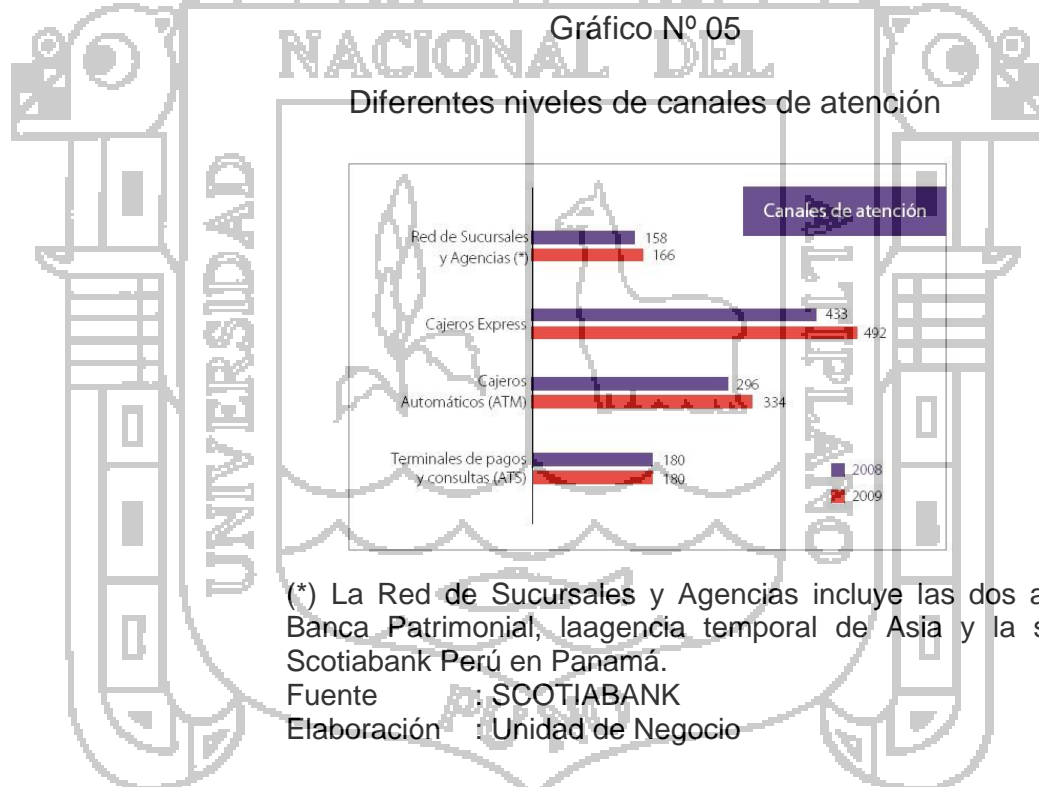 Gráfico Nº 05
NACIONAL DEL
Diferentes niveles de canales de atención
UNIVERSIDAD
ALTIPLANO
Canales de atención
Red de Sucursales
y Agencias (*)
158
166
Cajeros Express
433
492
Cajeros
Automáticos (ATM)
296
334
Terminales de pagos
y consultas (ATS)
180
180
2008
2009
(*) La Red de Sucursales y Agencias incluye las dos a
Banca Patrimonial, laagencia temporal de Asia y la s
Scotiabank Perú en Panamá.
Fuente : SCOTIABANK
Elaboración : Unidad de Negocio